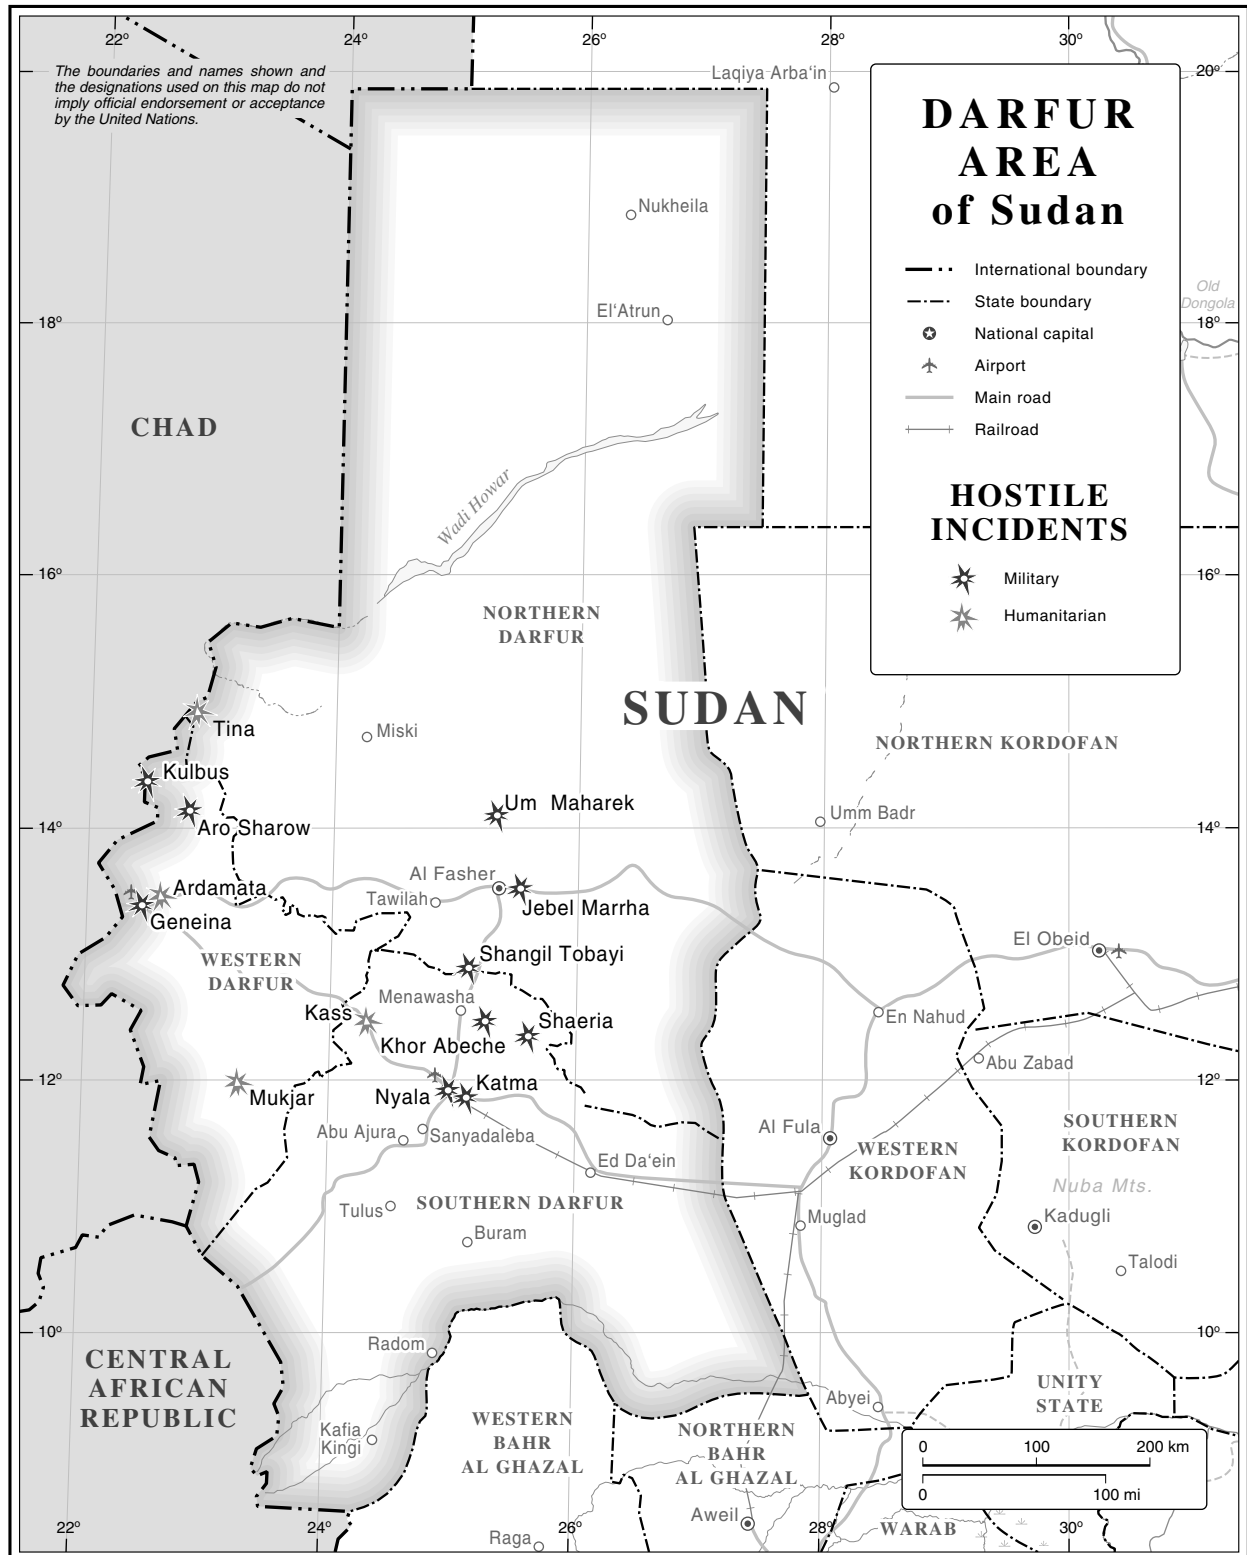 22°
24°
26°
28°
30°
The boundaries and names shown and
the designations used on this map do not
imply official endorsement or acceptance
by the United Nations.
Laqiya Arba‘in
20°
DARFUR
AREA
of Sudan
International boundary
State boundary
National capital
Airport
Main road
Railroad
HOSTILE
INCIDENTS
Military
Humanitarian
Nukheila
El‘Atrun
Old
Dongola
18°
18°
CHAD
Wadi Howar
16°
16°
NORTHERN
DARFUR
SUDAN
Tina
Miski
NORTHERN KORDOFAN
Kulbus
Um Maharek
Umm Badr
Aro Sharow
14°
14°
Al Fasher
Ardamata
Tawilah
Jebel Marrha
Geneina
El Obeid
WESTERN
DARFUR
Shangil Tobayi
Menawasha
Kass
Shaeria
En Nahud
Khor Abeche
Abu Zabad
12°
12°
Katma
Mukjar
Nyala
Abu Ajura
Sanyadaleba
Al Fula
SOUTHERN
KORDOFAN
WESTERN
KORDOFAN
Ed Da‘ein
Nuba Mts.
Tulus
SOUTHERN DARFUR
Muglad
Kadugli
Buram
Talodi
10°
10°
Radom
CENTRAL
AFRICAN
REPUBLIC
UNITY
STATE
Abyei
Kafia
Kingi
WESTERN
BAHR
AL GHAZAL
NORTHERN
BAHR
AL GHAZAL
0 100 200 km
0 100 mi
Aweil
WARAB
Raga
22°
24°
26°
28°
30°